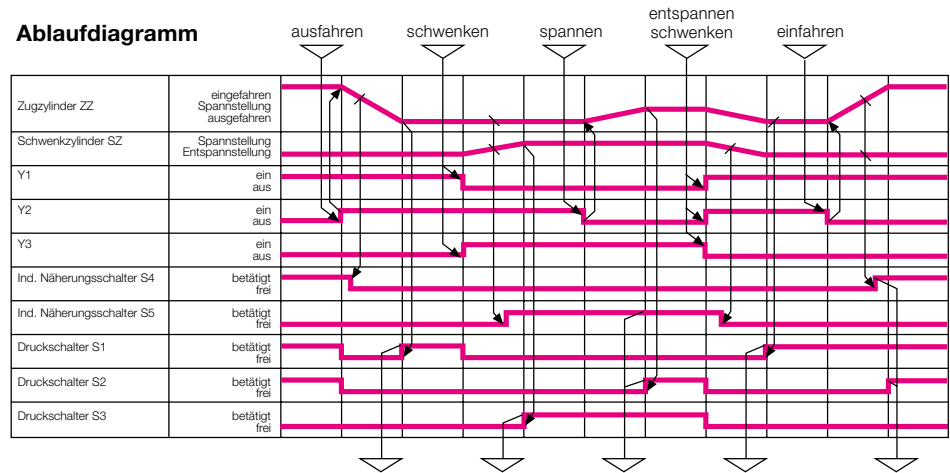 Ablaufdiagramm
ausfahren
schwenken
spannen
entspannen
schwenken
einfahren
Zugzylinder ZZ
eingefahren
Spannstellung
ausgefahren
Schwenkzylinder SZ
Spannstellung
Entspannstellung
Y1
ein
aus
Y2
ein
aus
Y3
ein
aus
Ind. Näherungsschalter S4
betätigt
frei
Ind. Näherungsschalter S5
betätigt
frei
Druckschalter S1
betätigt
frei
Druckschalter S2
betätigt
frei
Druckschalter S3
betätigt
frei